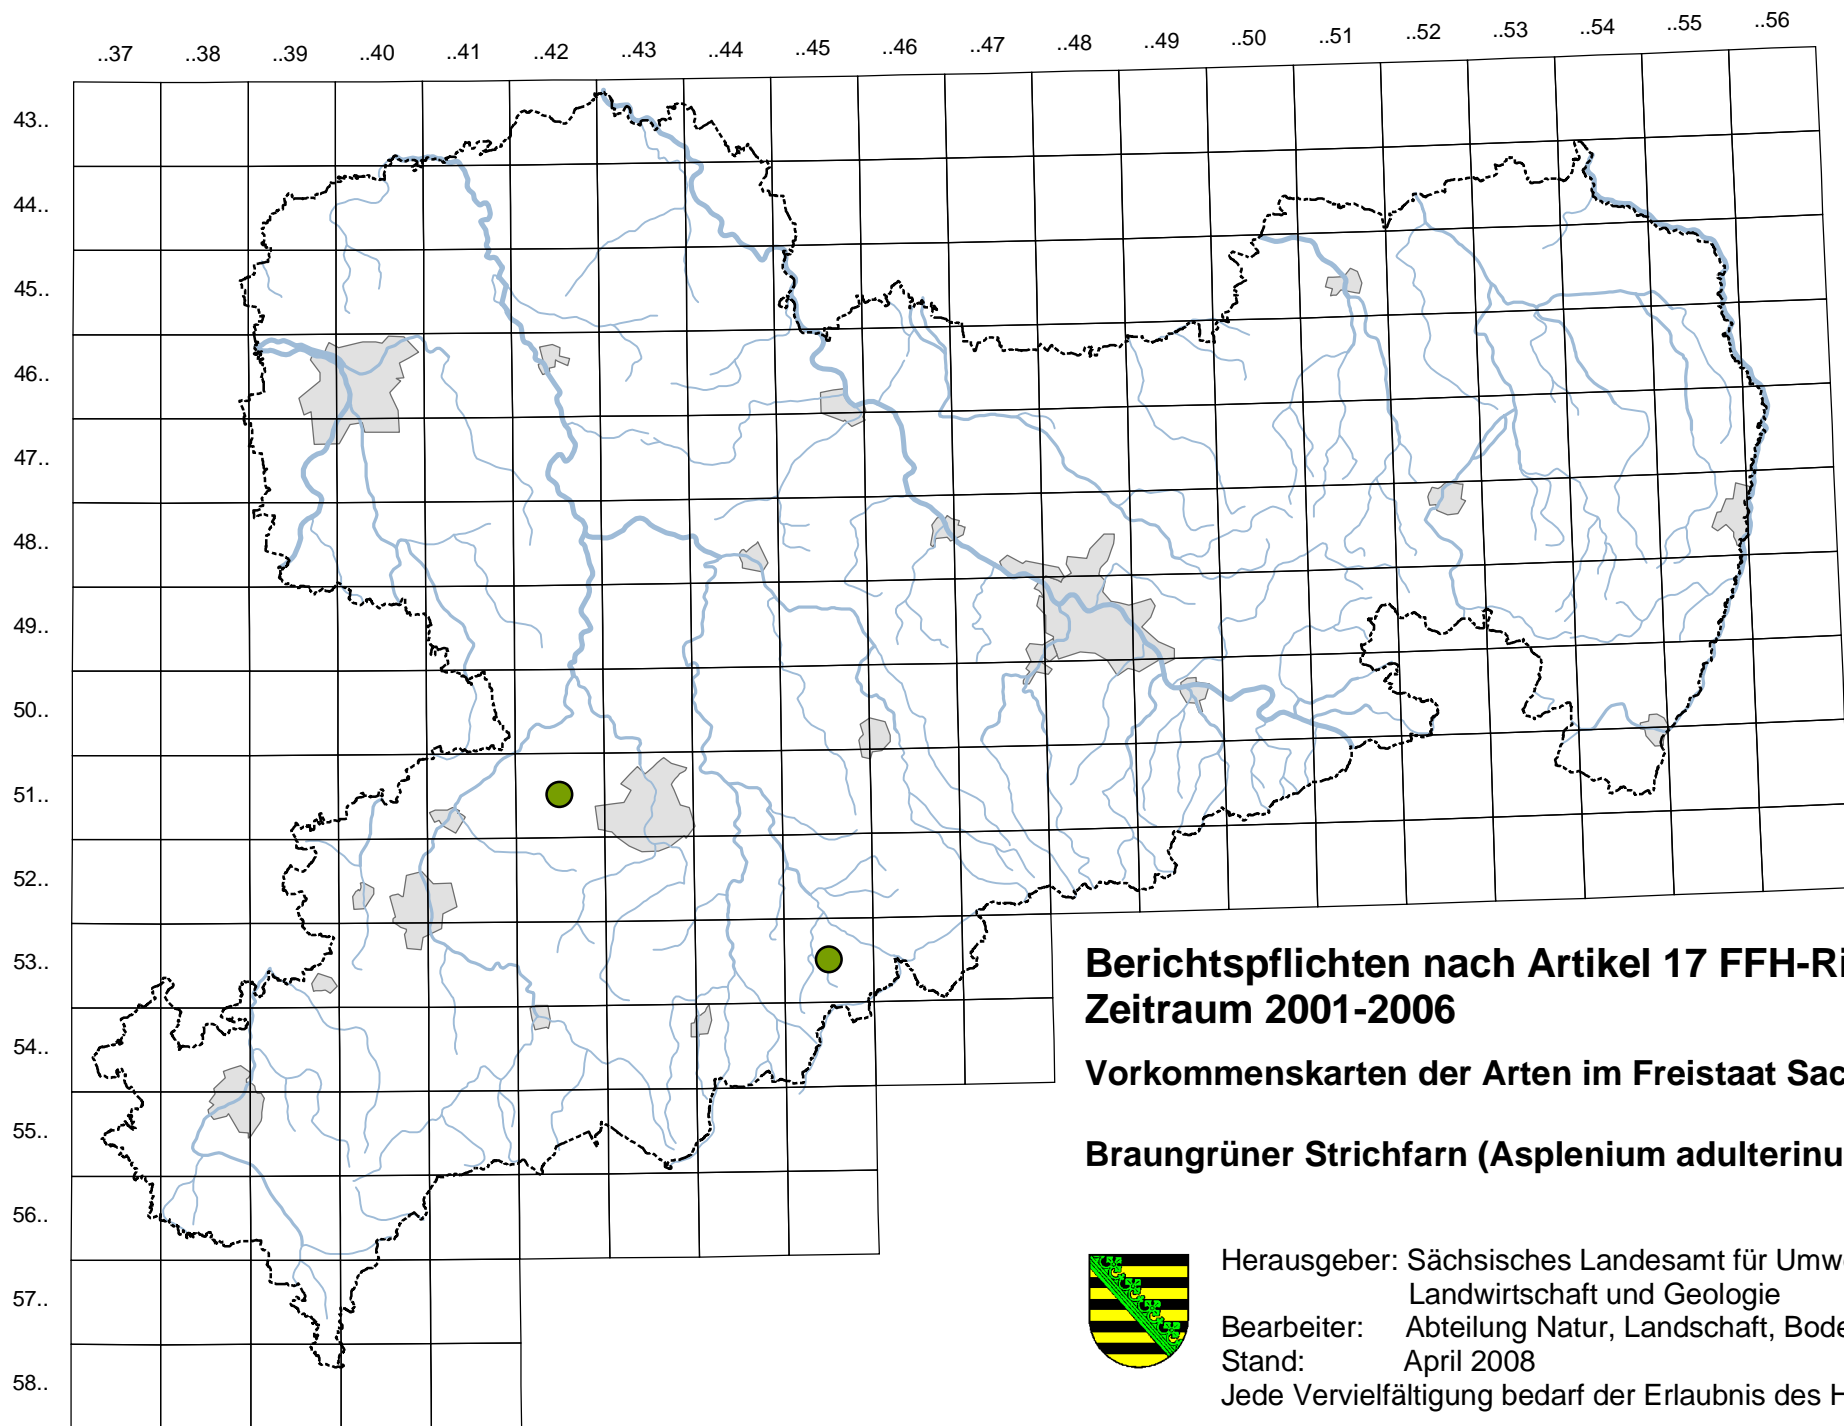 ..37 ..38 ..39 ..40 ..41 ..42 ..43 ..44 ..45 ..46 ..47 ..48 ..49 ..50 ..51 ..52 ..53 ..54 ..55 ..56
43..
44..
45..
46..
47..
48..
49..
50..
51..
52..
53..
54..
55..
56..
57..
58..
Berichtspflichten nach Artikel 17 FFH-Ri
Zeitraum 2001-2006
Vorkommenskarten der Arten im Freistaat Sac
Braungrüner Strichfarn (Asplenium adulterinu
Herausgeber: Sächsisches Landesamt für Umwe
Landwirtschaft und Geologie
Bearbeiter: Abteilung Natur, Landschaft, Bode
Stand: April 2008
Jede Vervielfältigung bedarf der Erlaubnis des H